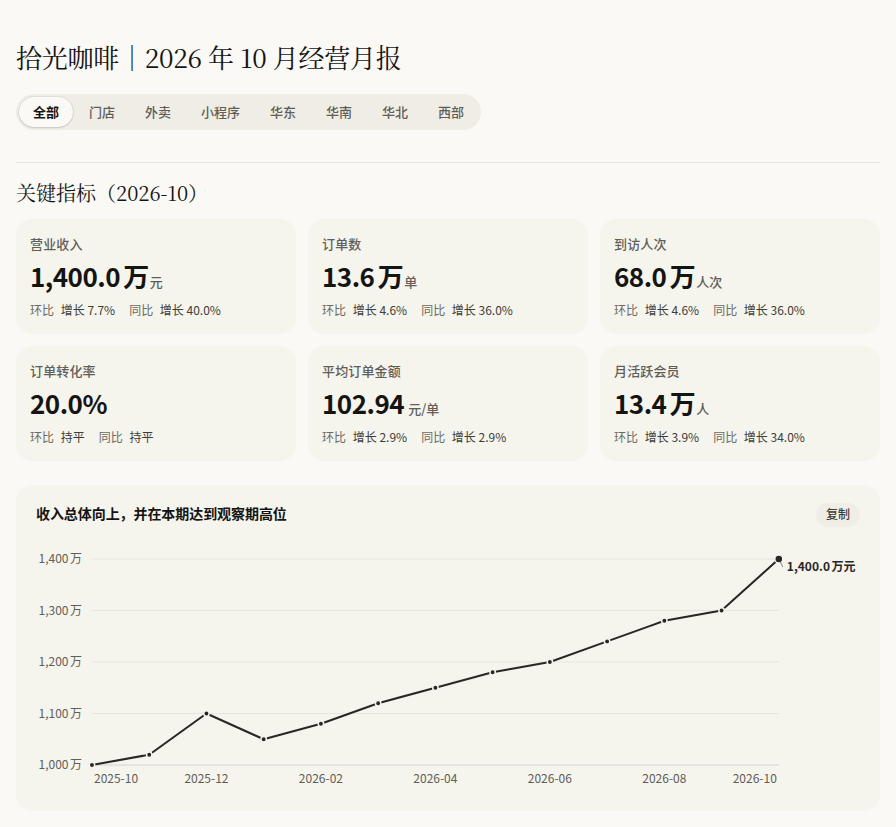 拾光咖啡｜2026 年 10 月经营月报
全部 门店 外卖 小程序 华东 华南 华北 西部
关键指标（2026-10）
营业收入 订单数 到访人次
1,400.0万元 13.6万单 68.0万人次
环比 增长 7.7% 同比 增长 40.0% 环比 增长 4.6% 同比 增长 36.0% 环比 增长 4.6% 同比 增长 36.0%
订单转化率 平均订单金额 月活跃会员
20.0% 102.94 元/单 13.4万人
环比 持平 同比 持平 环比 增长 2.9% 同比 增长 2.9% 环比 增长 3.9% 同比 增长 34.0%
收入总体向上，并在本期达到观察期高位 复制
1,400万
1,400.0万元
1,300万
1,200万
1,100万
1,000万
2025-10 2025-12 2026-02 2026-04 2026-06 2026-08 2026-10